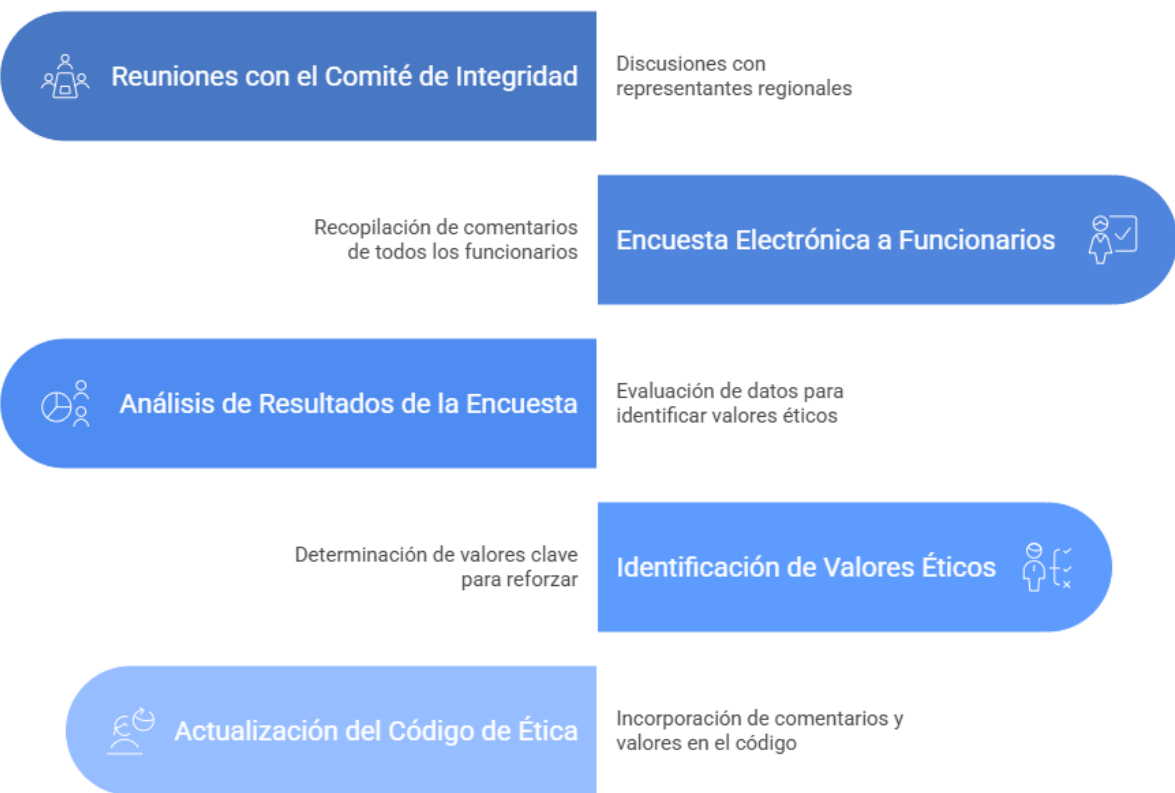 Reuniones con el Comité de Integridad
Discusiones con
representantes regionales
Recopilación de comentarios
de todos los funcionarios
Encuesta Electrónica a Funcionarios
Análisis de Resultados de la Encuesta
Evaluación de datos para
identificar valores éticos
Determinación de valores clave
para reforzar
Identificación de Valores Éticos
Actualización del Código de Ética
Incorporación de comentarios y
valores en el código